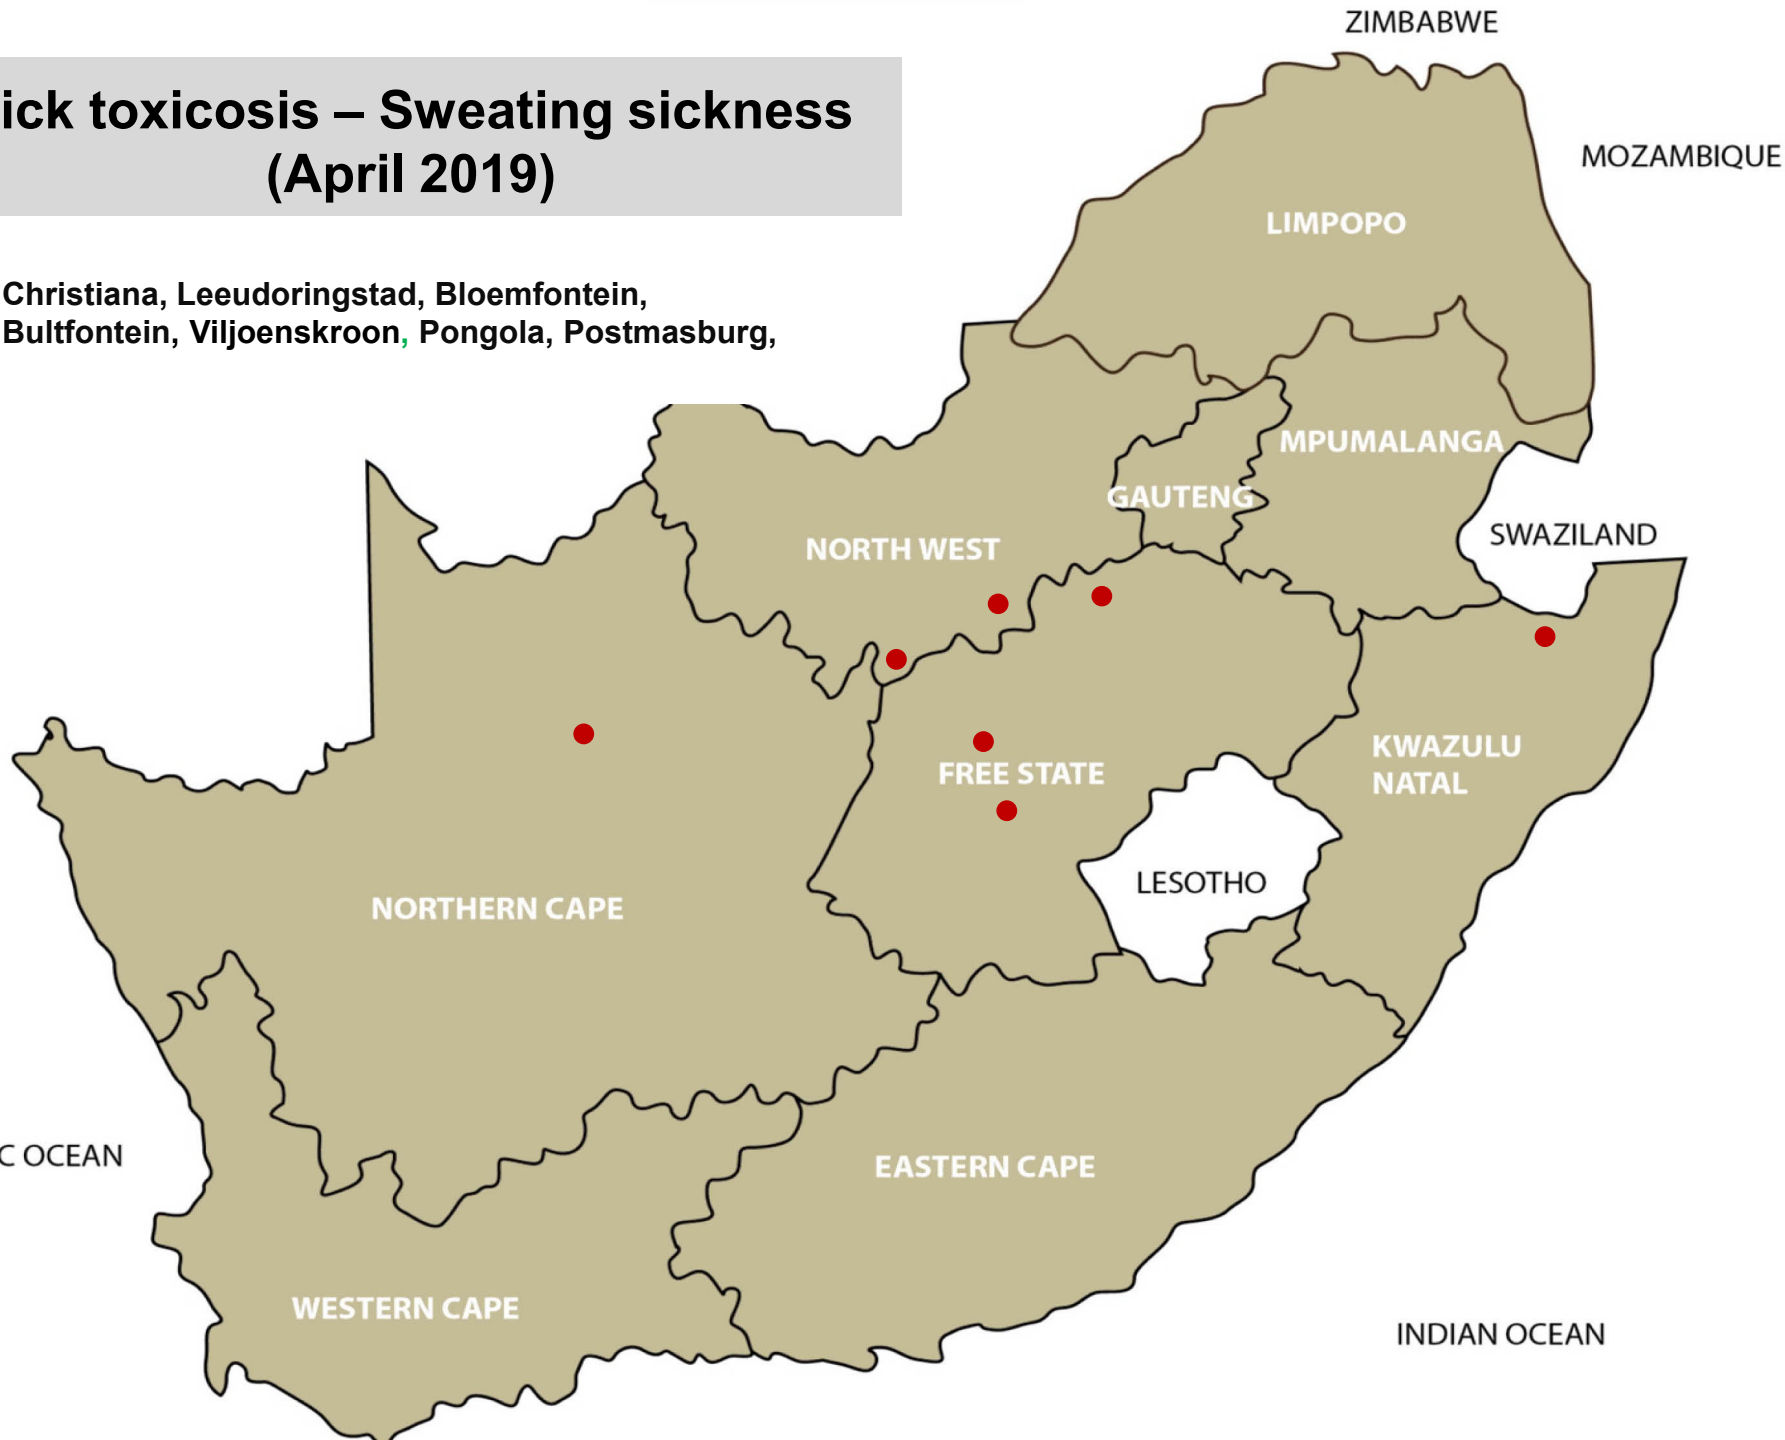 ick toxicosis – Sweating sickness
(April 2019)
Christiana, Leeudoringstad, Bloemfontein,
Bultfontein, Viljoenskroon, Pongola, Postmasburg,
ZIMBABWE
MOZAMBIQUE
LIMPOPO
MPUMALANGA
GAUTENG
SWAZILAND
NORTH WEST
KWAZULU
NATAL
FREE STATE
LESOTHO
NORTHERN CAPE
C OCEAN
EASTERN CAPE
WESTERN CAPE
INDIAN OCEAN